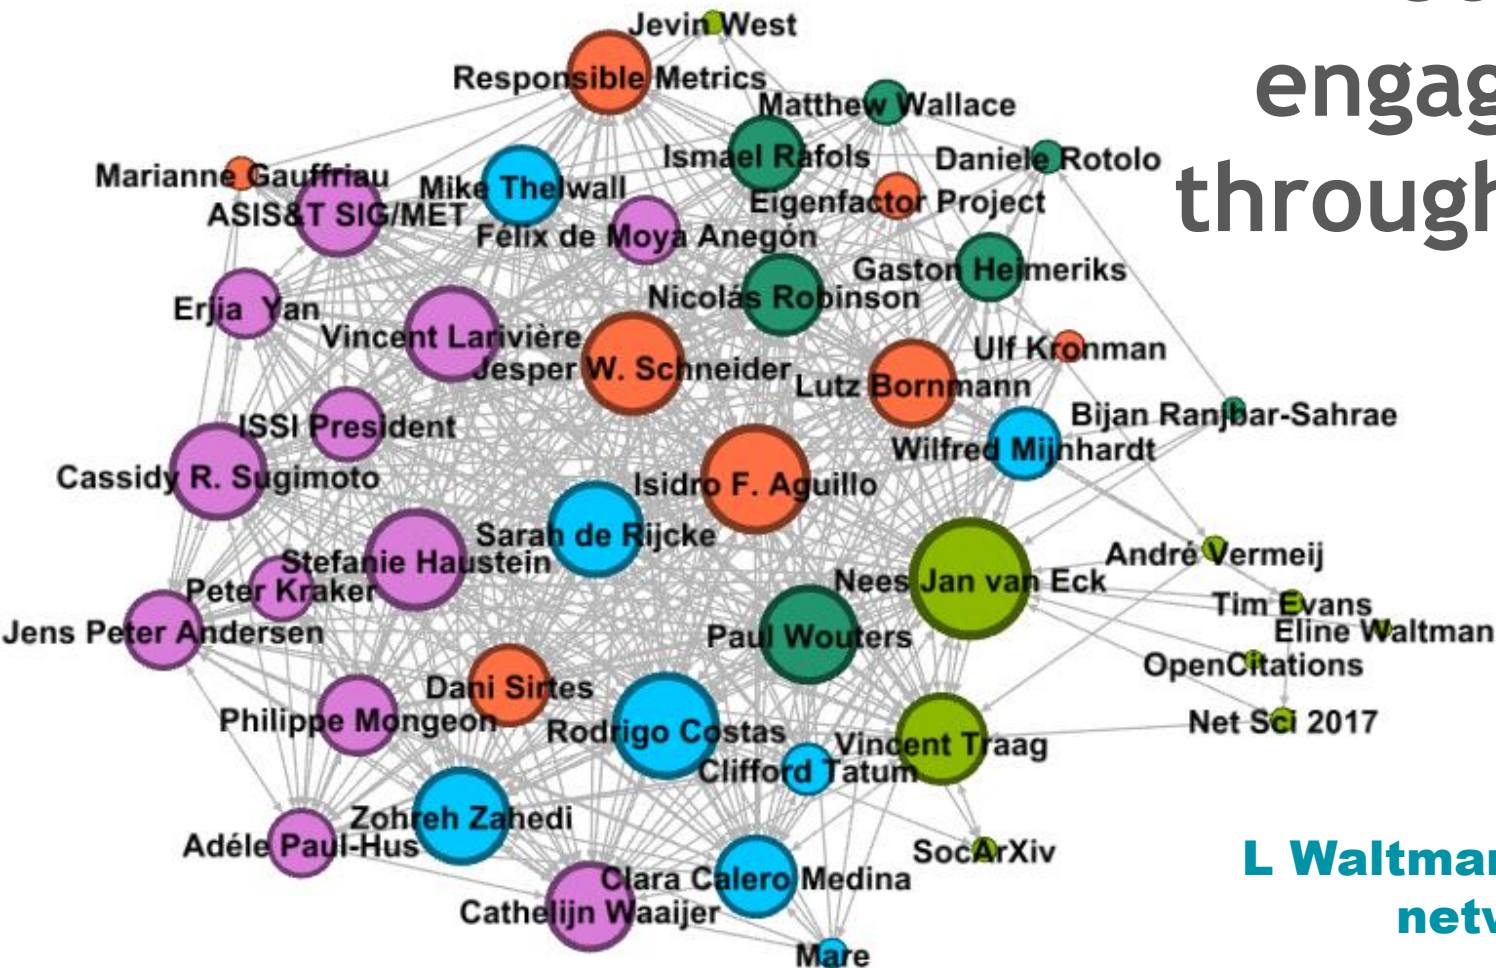 Jevin West
engag
Responsible Metrics
Matthew Wallace
Ismael Ràfols
Daniele Rotolo
through
Marianne Gauffriau
Mike Thelwall
Eigenfactor Project
ASIS&T SIG/MET
Félix de Moya Anegón
Gaston Heimeriks
Nicolás Robinson
Erjia Yan
Vincent Larivière
Ulf Kronman
Jesper W. Schneider
Lutz Bornmann
Bijan Ranjbar-Sahrae
ISSI President
Wilfred Mijnhardt
Cassidy R. Sugimoto
Isidro F. Aguillo
Sarah de Rijcke
André Vermeij
Stefanie Haustein
Nees Jan van Eck
Peter Kraker
Tim Evans
Jens Peter Andersen
Paul Wouters
Eline Waltman
OpenCitations
Dani Sirtes
Philippe Mongeon
Net Sci 2017
Rodrigo Costas
Vincent Traag
Clifford Tatum
Zohreh Zahedi
Adéle Paul-Hus
SocArXiv
L Waltman
Clara Calero Medina
Cathelijn Waaijer
netw
Mare